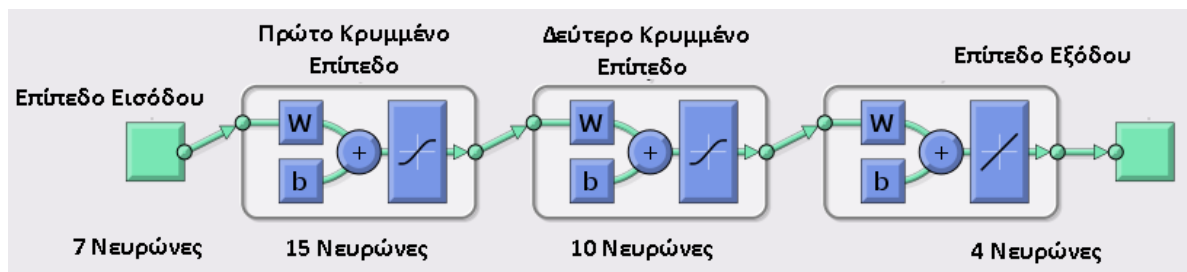 Πρώτο Κρυμμένο
Επίπεδο
Δεύτερο Κρυμμένο
Επίπεδο
Επίπεδο Εξόδου
Επίπεδο Εισόδου
W
b
+
W
b
+
W
b
+
7 Νευρώνες
15 Νευρώνες
10 Νευρώνες
4 Νευρώνες